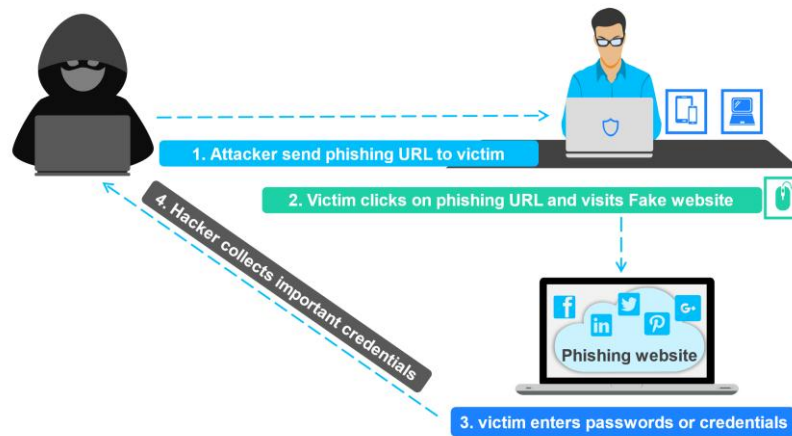 1. Attacker send phishing URL to victim
2. Victim clicks on phishing URL and visits Fake website
4. Hacker collects important credentials
f
in
G+
Phishing website
3. victim enters passwords or credentials